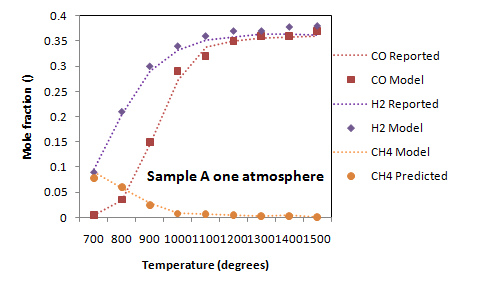 0.4
0.35
0.3
0.25
0.2
0.15
0.1
0.05
0
Mole fraction ()
Sample A one atmosphere
700 800 900 1000 1100 1200 1300 1400 1500
Temperature (degrees)
CO Reported
CO Model
H2 Reported
H2 Model
CH4 Model
CH4 Predicted